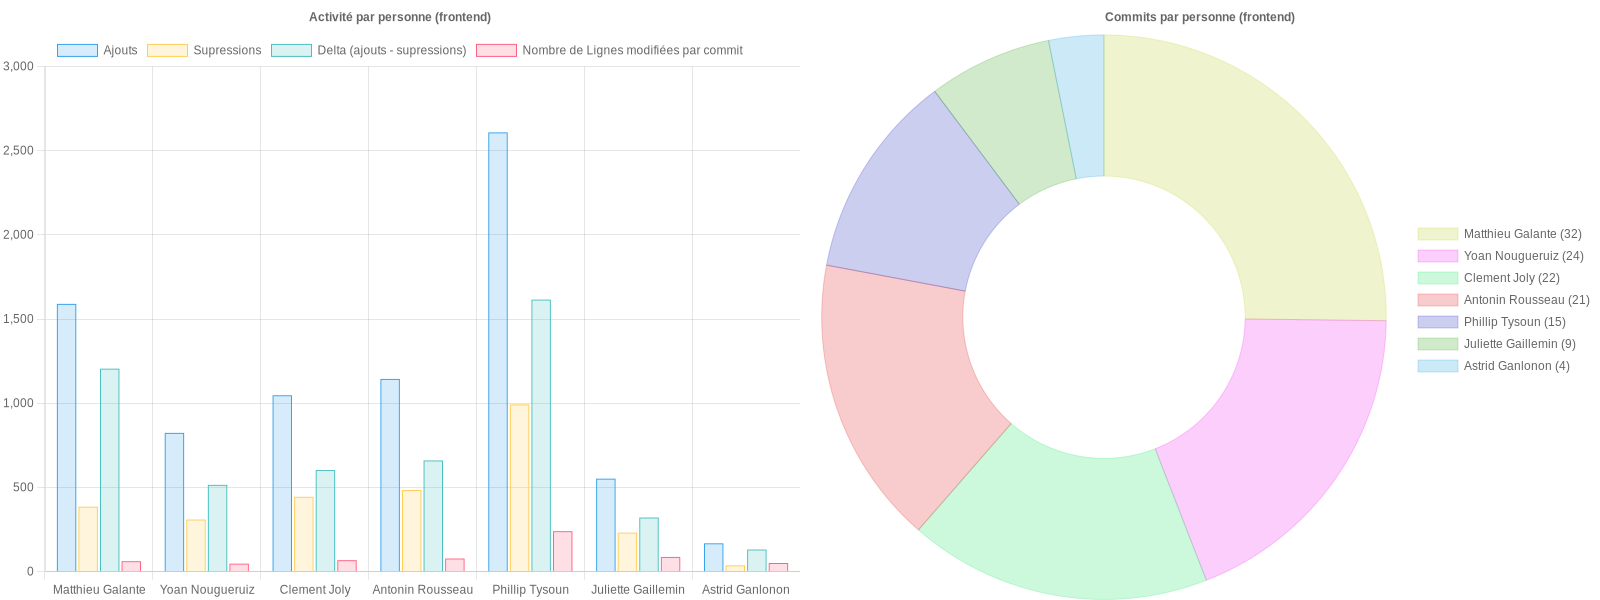 Activité par personne (frontend)
Ajouts
Supressions
Delta (ajouts - supressions)
Nombre de Lignes modifiées par commit
3,000
2,500
2,000
1,500
1,000
500
0
Matthieu Galante
Yoan Nougueruiz
Clement Joly
Antonin Rousseau
Phillip Tysoun
Juliette Gaillemin
Astrid Ganlonon
Commits par personne (frontend)
Matthieu Galante (32)
Yoan Nougueruiz (24)
Clement Joly (22)
Antonin Rousseau (21)
Phillip Tysoun (15)
Juliette Gaillemin (9)
Astrid Ganlonon (4)